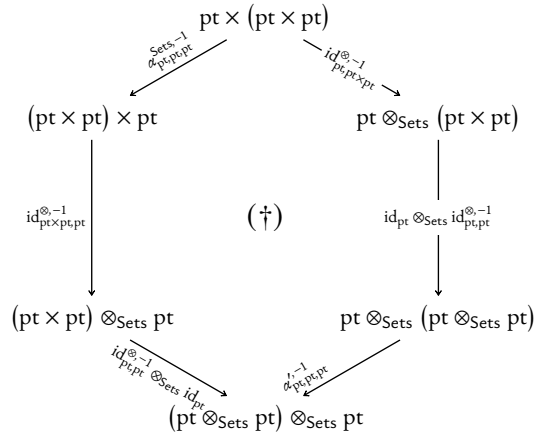 pt × (pt × pt)
α^{Sets,−1}_{pt,pt,pt}
id^{⊗,−1}_{pt,pt×pt}
(pt × pt) × pt
pt ⊗_{Sets} (pt × pt)
id^{⊗,−1}_{pt×pt,pt}
(†)
id_{pt} ⊗_{Sets} id^{⊗,−1}_{pt,pt}
(pt × pt) ⊗_{Sets} pt
pt ⊗_{Sets} (pt ⊗_{Sets} pt)
id^{⊗,−1}_{pt,pt} ⊗_{Sets} id_{pt}
α^{′,−1}_{pt,pt,pt}
(pt ⊗_{Sets} pt) ⊗_{Sets} pt